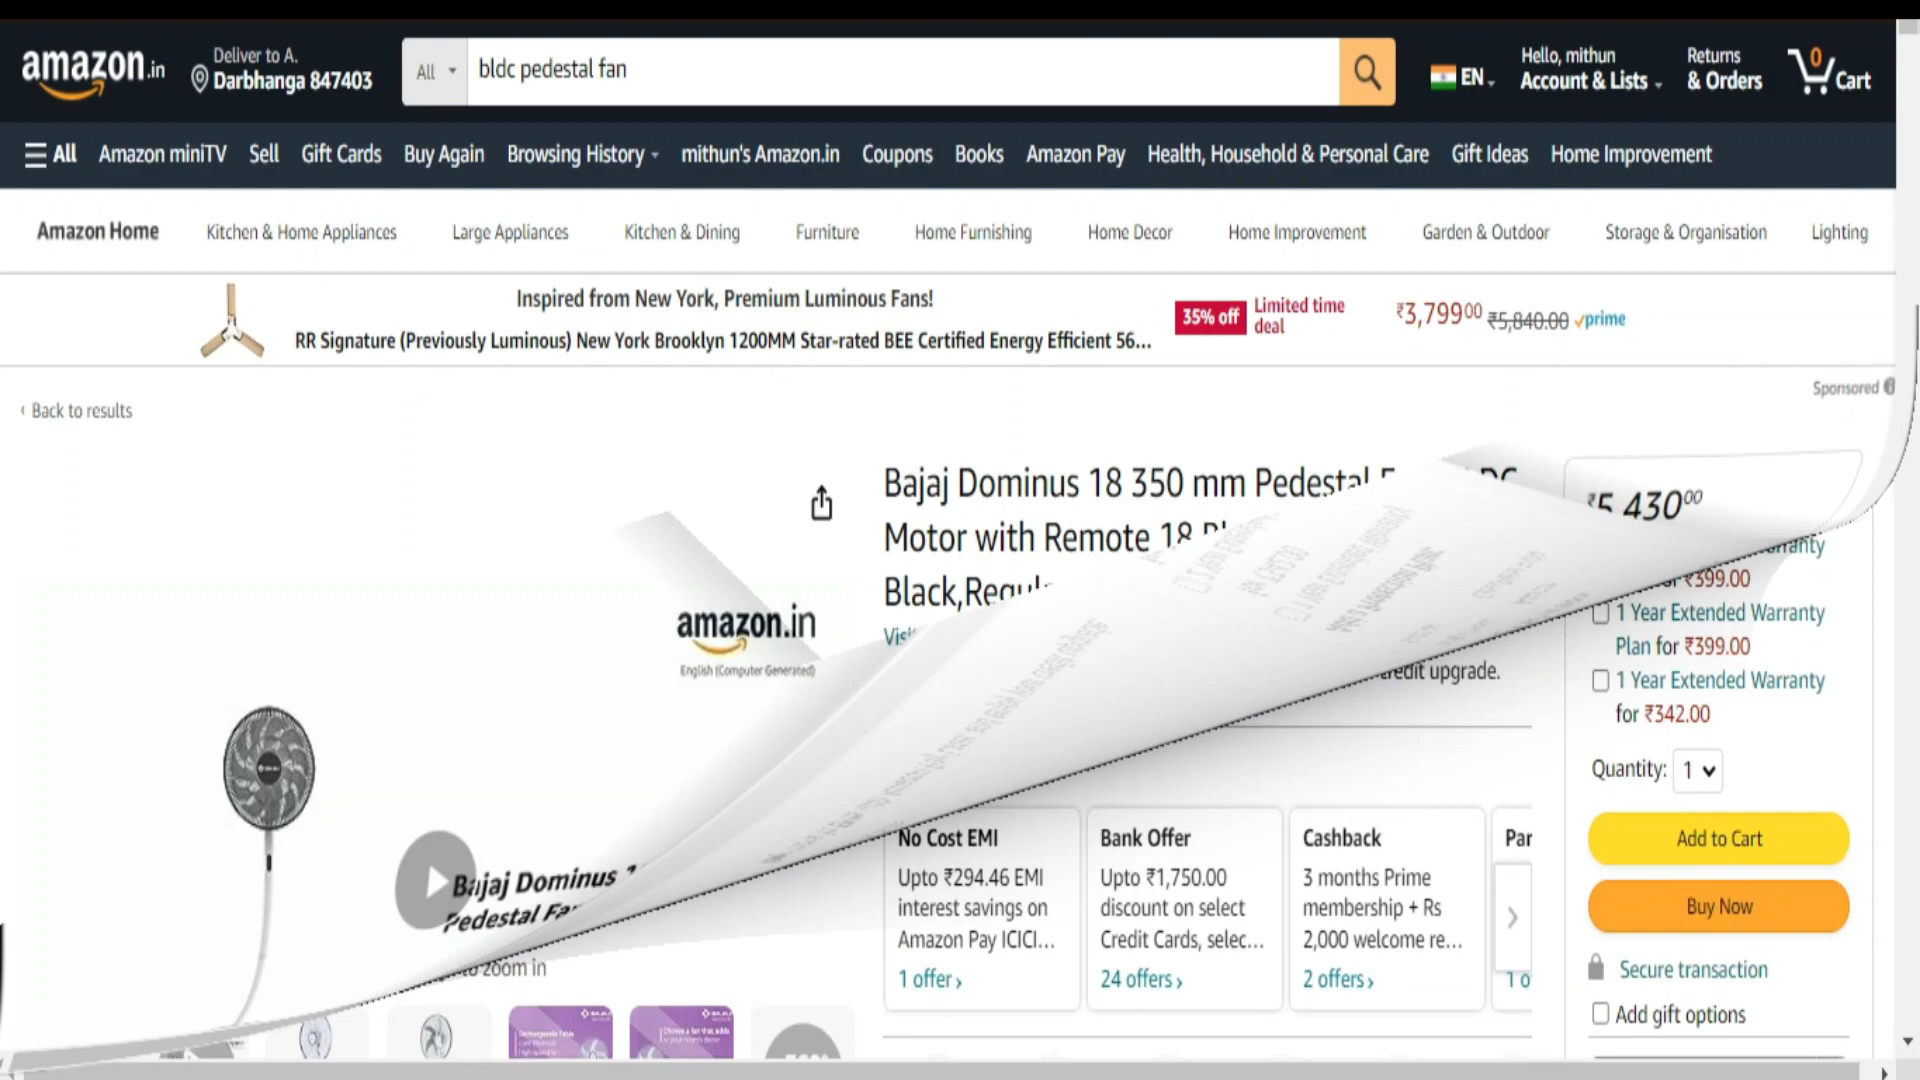 amazon.in
Deliver to A.
Darbhanga 847403
All
bldc pedestal fan
EN
Hello, mithun
Account & Lists
Returns
& Orders
0
Cart
All
Amazon miniTV
Sell
Gift Cards
Buy Again
Browsing History
mithun's Amazon.in
Coupons
Books
Amazon Pay
Health, Household & Personal Care
Gift Ideas
Home Improvement
Amazon Home
Kitchen & Home Appliances
Large Appliances
Kitchen & Dining
Furniture
Home Furnishing
Home Decor
Home Improvement
Garden & Outdoor
Storage & Organisation
Lighting
Inspired from New York, Premium Luminous Fans!
RR Signature (Previously Luminous) New York Brooklyn 1200MM Star-rated BEE Certified Energy Efficient 56...
35% off
Limited time
deal
₹3,799⁰⁰
₹5,840.00
prime
Sponsored
‹ Back to results
Bajaj Dominus 18 350 mm Pedestal
Motor with Remote 18
Black,
amazon.in
English (Computer Generated)
Bajaj Dominus
Pedestal
to zoom in
credit upgrade.
No Cost EMI
Upto ₹294.46 EMI
interest savings on
Amazon Pay ICICI...
1 offer ›
Bank Offer
Upto ₹1,750.00
discount on select
Credit Cards, selec...
24 offers ›
Cashback
3 months Prime
membership + Rs
2,000 welcome re...
2 offers ›
Par
1 o
₹5,430⁰⁰
₹399.00
1 Year Extended Warranty
Plan for ₹399.00
1 Year Extended Warranty
for ₹342.00
Quantity: 1
Add to Cart
Buy Now
Secure transaction
Add gift options